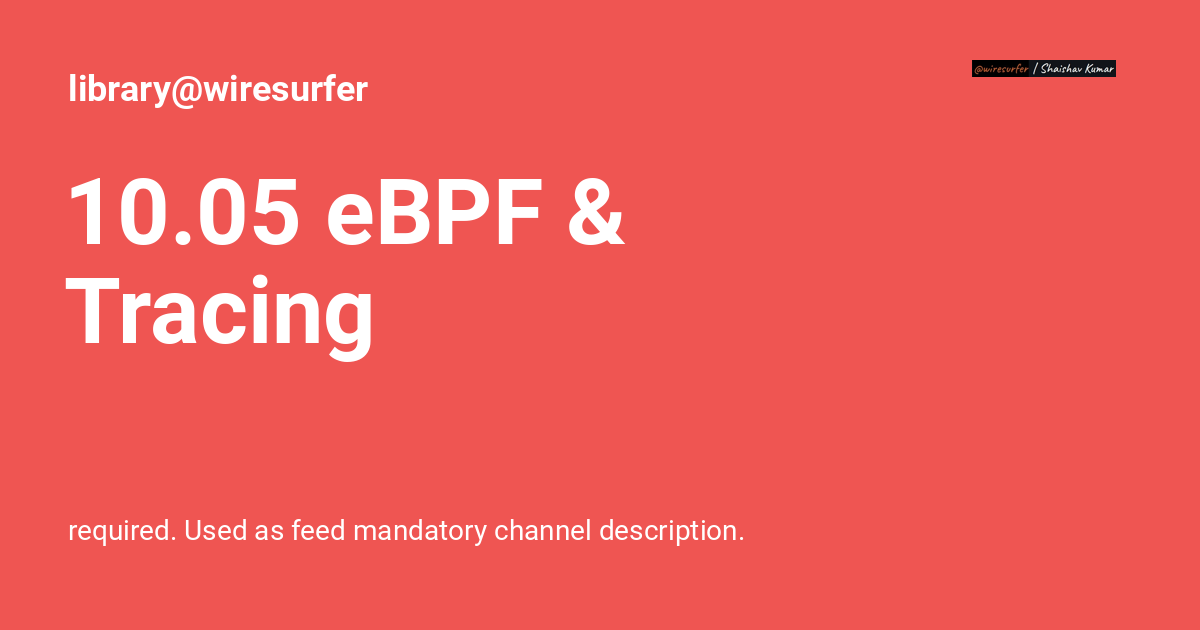 library@wiresurfer
@wiresurfer | Shaishav Kumar
10.05 eBPF &
Tracing
required. Used as feed mandatory channel description.